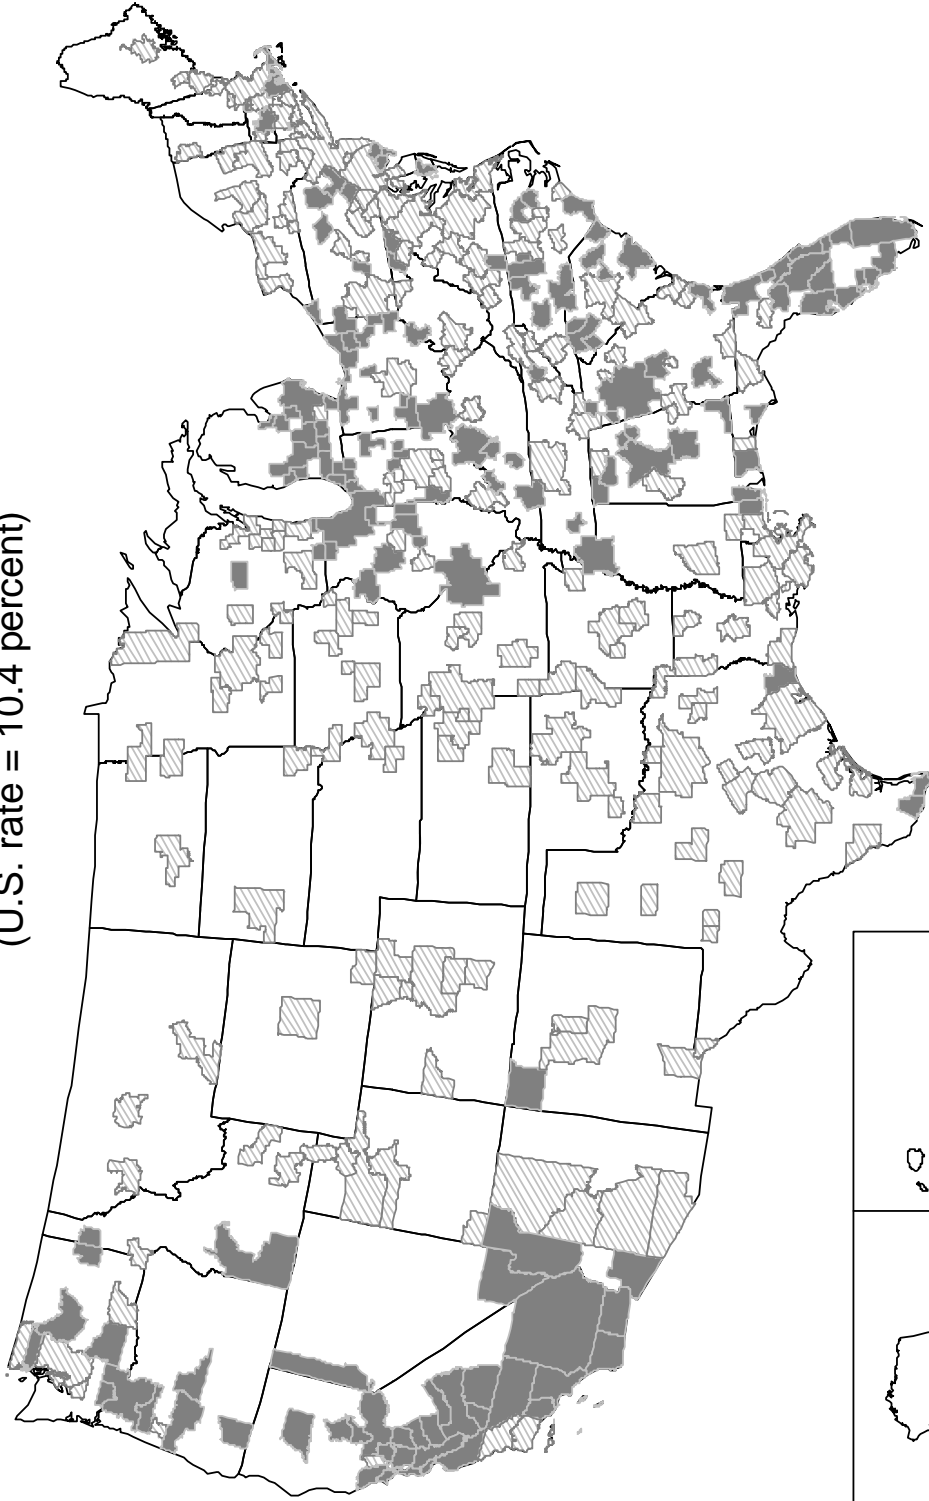 (U.S. rate = 10.4 percent)